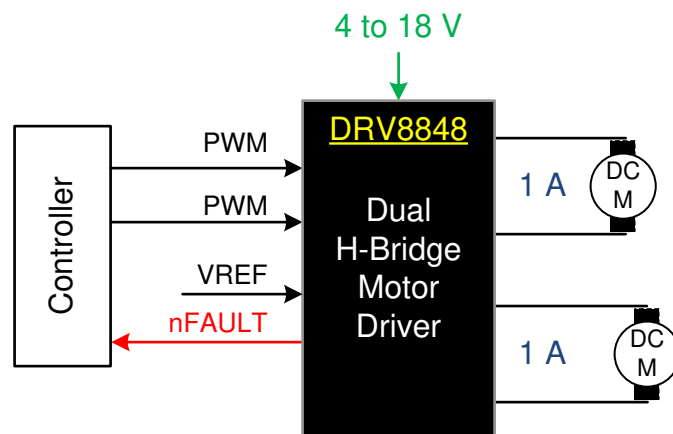 4 to 18 V
Controller
PWM
PWM
VREF
nFAULT
DRV8848
Dual
H-Bridge
Motor
Driver
1 A
DC
M
1 A
DC
M